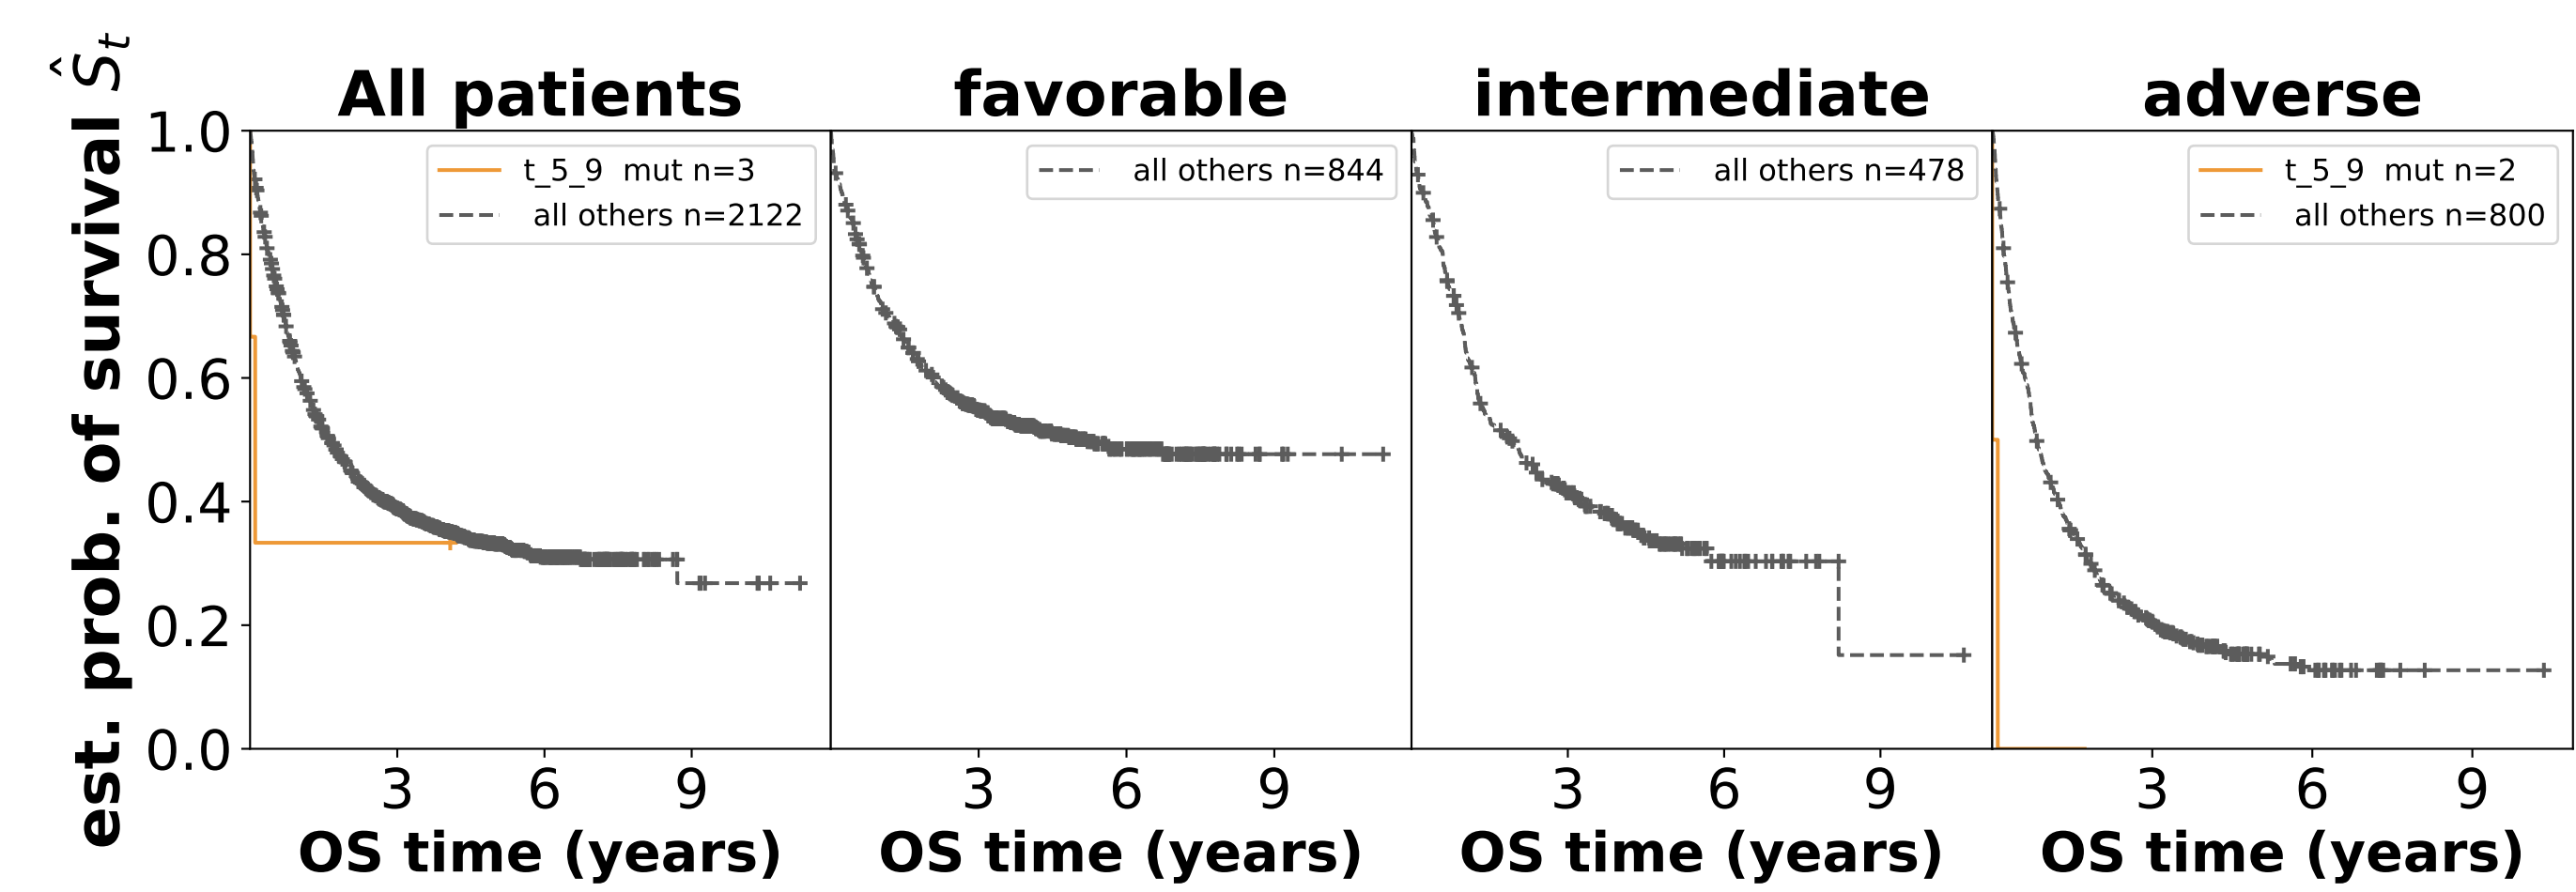 est. prob. of survival Ŝt
All patients
1.0
0.8
0.6
0.4
0.2
0.0
t_5_9 mut n=3
all others n=2122
3 6 9
OS time (years)
favorable
all others n=844
3 6 9
OS time (years)
intermediate
all others n=478
3 6 9
OS time (years)
adverse
t_5_9 mut n=2
all others n=800
3 6 9
OS time (years)